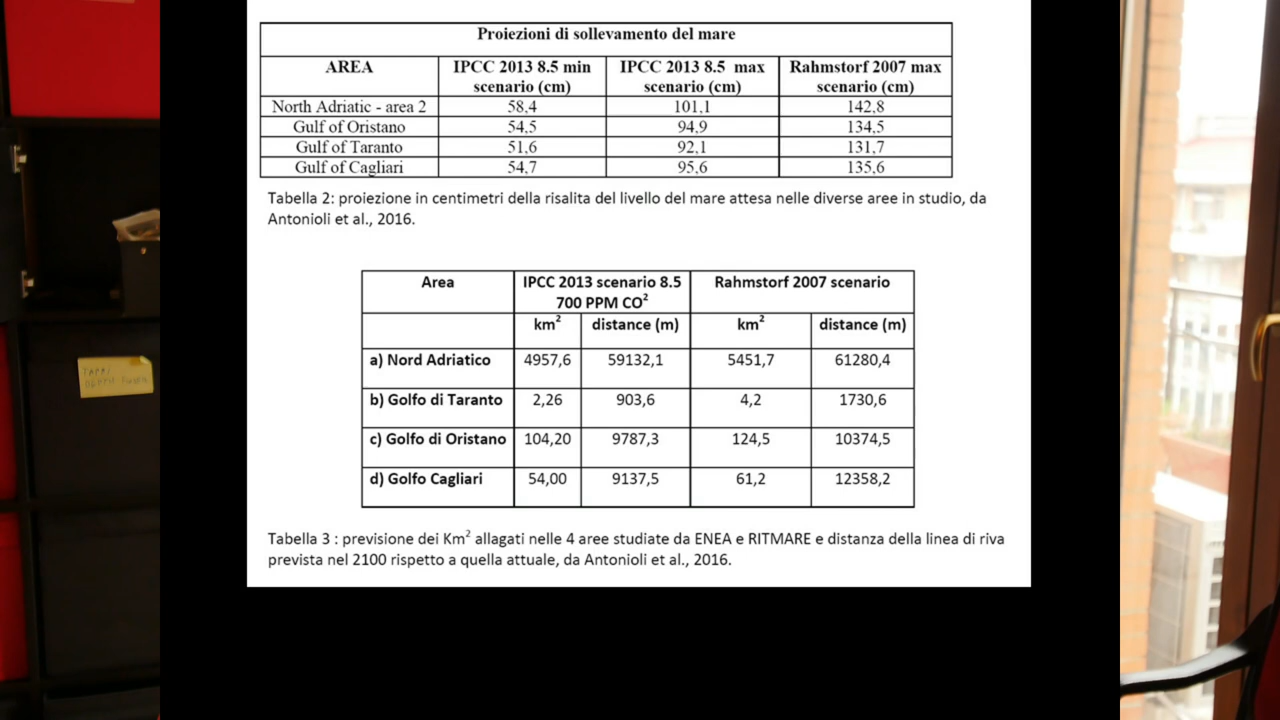 Proiezioni di sollevamento del mare
AREA IPCC 2013 8.5 min scenario (cm) IPCC 2013 8.5 max scenario (cm) Rahmstorf 2007 max scenario (cm)
North Adriatic - area 2 58,4 101,1 142,8
Gulf of Oristano 54,5 94,9 134,5
Gulf of Taranto 51,6 92,1 131,7
Gulf of Cagliari 54,7 95,6 135,6
Tabella 2: proiezione in centimetri della risalita del livello del mare attesa nelle diverse aree in studio, da
Antonioli et al., 2016.
Area IPCC 2013 scenario 8.5 700 PPM CO² Rahmstorf 2007 scenario
km² distance (m) km² distance (m)
a) Nord Adriatico 4957,6 59132,1 5451,7 61280,4
b) Golfo di Taranto 2,26 903,6 4,2 1730,6
c) Golfo di Oristano 104,20 9787,3 124,5 10374,5
d) Golfo Cagliari 54,00 9137,5 61,2 12358,2
Tabella 3 : previsione dei Km² allagati nelle 4 aree studiate da ENEA e RITMARE e distanza della linea di riva
prevista nel 2100 rispetto a quella attuale, da Antonioli et al., 2016.